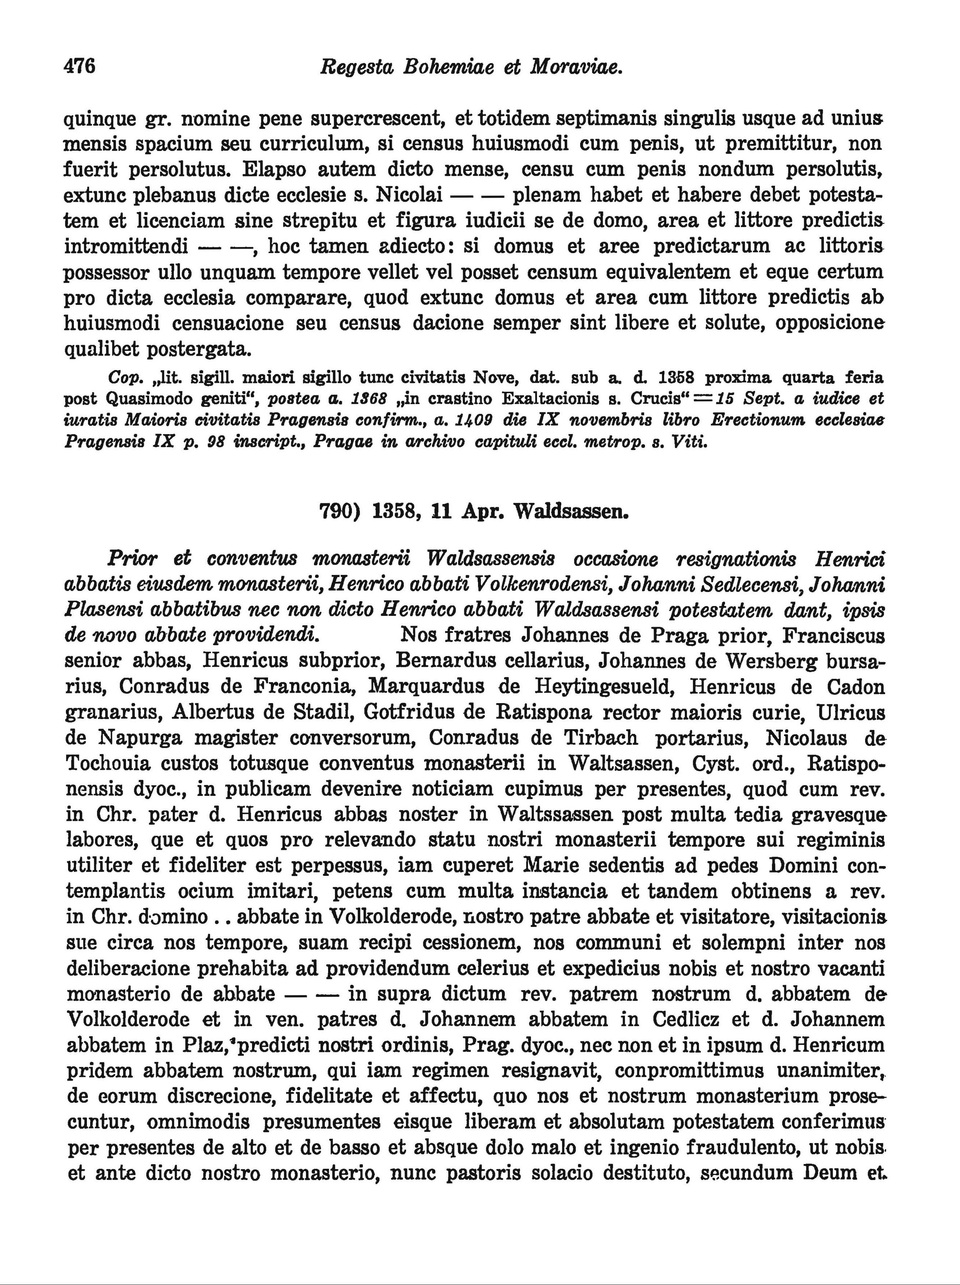 476
Regesta Bohemiae et Moraviae.
quinque gr. nomine pene supercrescent, et totidem septimanis singulis usque ad unius
mensis spacium seu curriculum, si census huiusmodi cum penis, ut premittitur, non
fuerit persolutus. Elapso autem dicto mense, censu cum penis nondum persolutis,
extunc plebanus dicte ecclesie s. Nicolai — — plenam habet et habere debet potesta-
tem et licenciam sine strepitu et figura iudicii se de domo, area et littore predictis
intromittendi — —, hoc tamen adiecto: si domus et aree predictarum ac littoris
possessor ullo unquam tempore vellet vel posset censum equivalentem et eque certum
pro dicta ecclesia comparare, quod extunc domus et area cum littore predictis ab
huiusmodi censuacione seu census dacione semper sint libere et solute, opposicione
qualibet postergata.
Cop. „lit. sigill. maiori sigillo tunc civitatis Nove, dat. sub a. d. 1358 proxima quarta feria
post Quasimodo geniti“, postea a. 1368 „in crastino Exaltacionis s. Crucis“ = 15 Sept. a iudice et
iuratis Maioris civitatis Pragensis confirm., a. 1409 die IX novembris libro Erectionum ecclesiae
Pragensis IX p. 98 inscript., Pragae in archivo capituli eccl. metrop. s. Viti.
790) 1358, 11 Apr. Waldsassen.
Prior et conventus monasterii Waldsassensis occasione resignationis Henrici
abbatis eiusdem monasterii, Henrico abbati Volkenrodensi, Johanni Sedlecensi, Johanni
Plasensi abbatibus nec non dicto Henrico abbati Waldsassensi potestatem dant, ipsis
de novo abbate providendi. Nos fratres Johannes de Praga prior, Franciscus
senior abbas, Henricus subprior, Bernardus cellarius, Johannes de Wersberg bursa-
rius, Conradus de Franconia, Marquardus de Heytingesueld, Henricus de Cadon
granarius, Albertus de Stadil, Gotfridus de Ratispona rector maioris curie, Ulricus
de Napurga magister conversorum, Conradus de Tirbach portarius, Nicolaus de
Tochouia custos totusque conventus monasterii in Waltsassen, Cyst. ord., Ratispo-
nensis dyoc., in publicam devenire noticiam cupimus per presentes, quod cum rev.
in Chr. pater d. Henricus abbas noster in Waltssassen post multa tedia gravesque
labores, que et quos pro relevando statu nostri monasterii tempore sui regiminis
utiliter et fideliter est perpessus, iam cuperet Marie sedentis ad pedes Domini con-
templantis ocium imitari, petens cum multa instancia et tandem obtinens a rev.
in Chr. domino . . abbate in Volkolderode, nostro patre abbate et visitatore, visitacionis
sue circa nos tempore, suam recipi cessionem, nos communi et solempni inter nos
deliberacione prehabita ad providendum celerius et expedicius nobis et nostro vacanti
monasterio de abbate — — in supra dictum rev. patrem nostrum d. abbatem de
Volkolderode et in ven. patres d. Johannem abbatem in Cedlicz et d. Johannem
abbatem in Plaz, predicti nostri ordinis, Prag. dyoc., nec non et in ipsum d. Henricum
pridem abbatem nostrum, qui iam regimen resignavit, conpromittimus unanimiter,
de eorum discrecione, fidelitate et affectu, quo nos et nostrum monasterium prose-
cuntur, omnimodis presumentes eisque liberam et absolutam potestatem conferimus
per presentes de alto et de basso et absque dolo malo et ingenio fraudulento, ut nobis
et ante dicto nostro monasterio, nunc pastoris solacio destituto, secundum Deum et